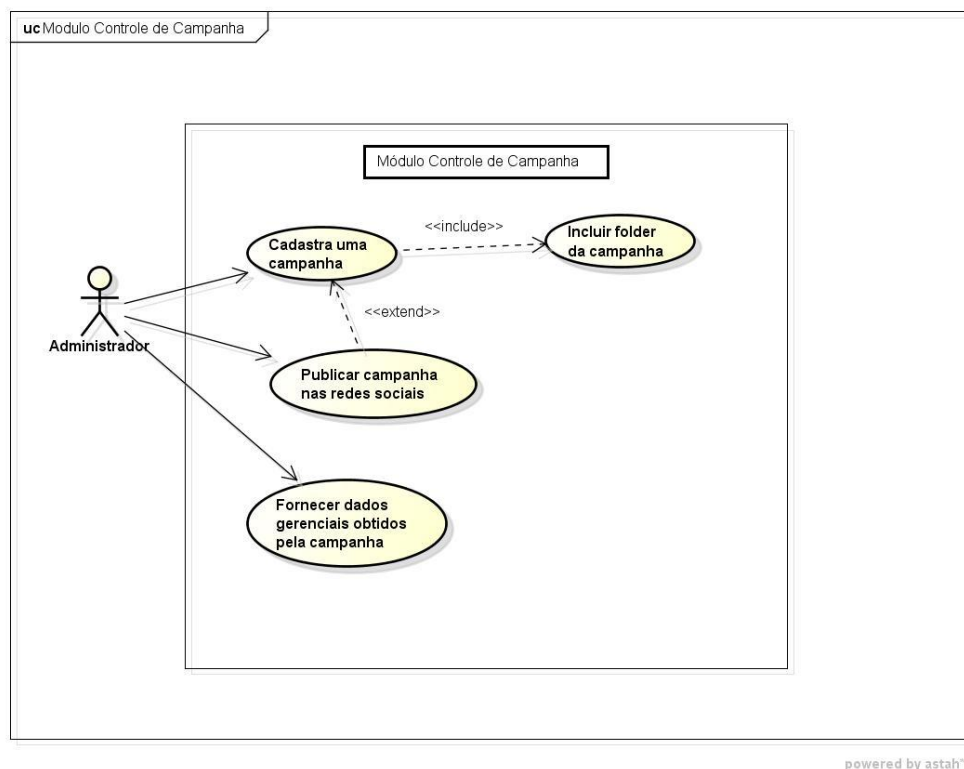 uc Modulo Controle de Campanha
Módulo Controle de Campanha
<<include>>
Cadastra uma
campanha
Incluir folder
da campanha
<<extend>>
Administrador
Publicar campanha
nas redes sociais
Fornecer dados
gerenciais obtidos
pela campanha
powered by astah